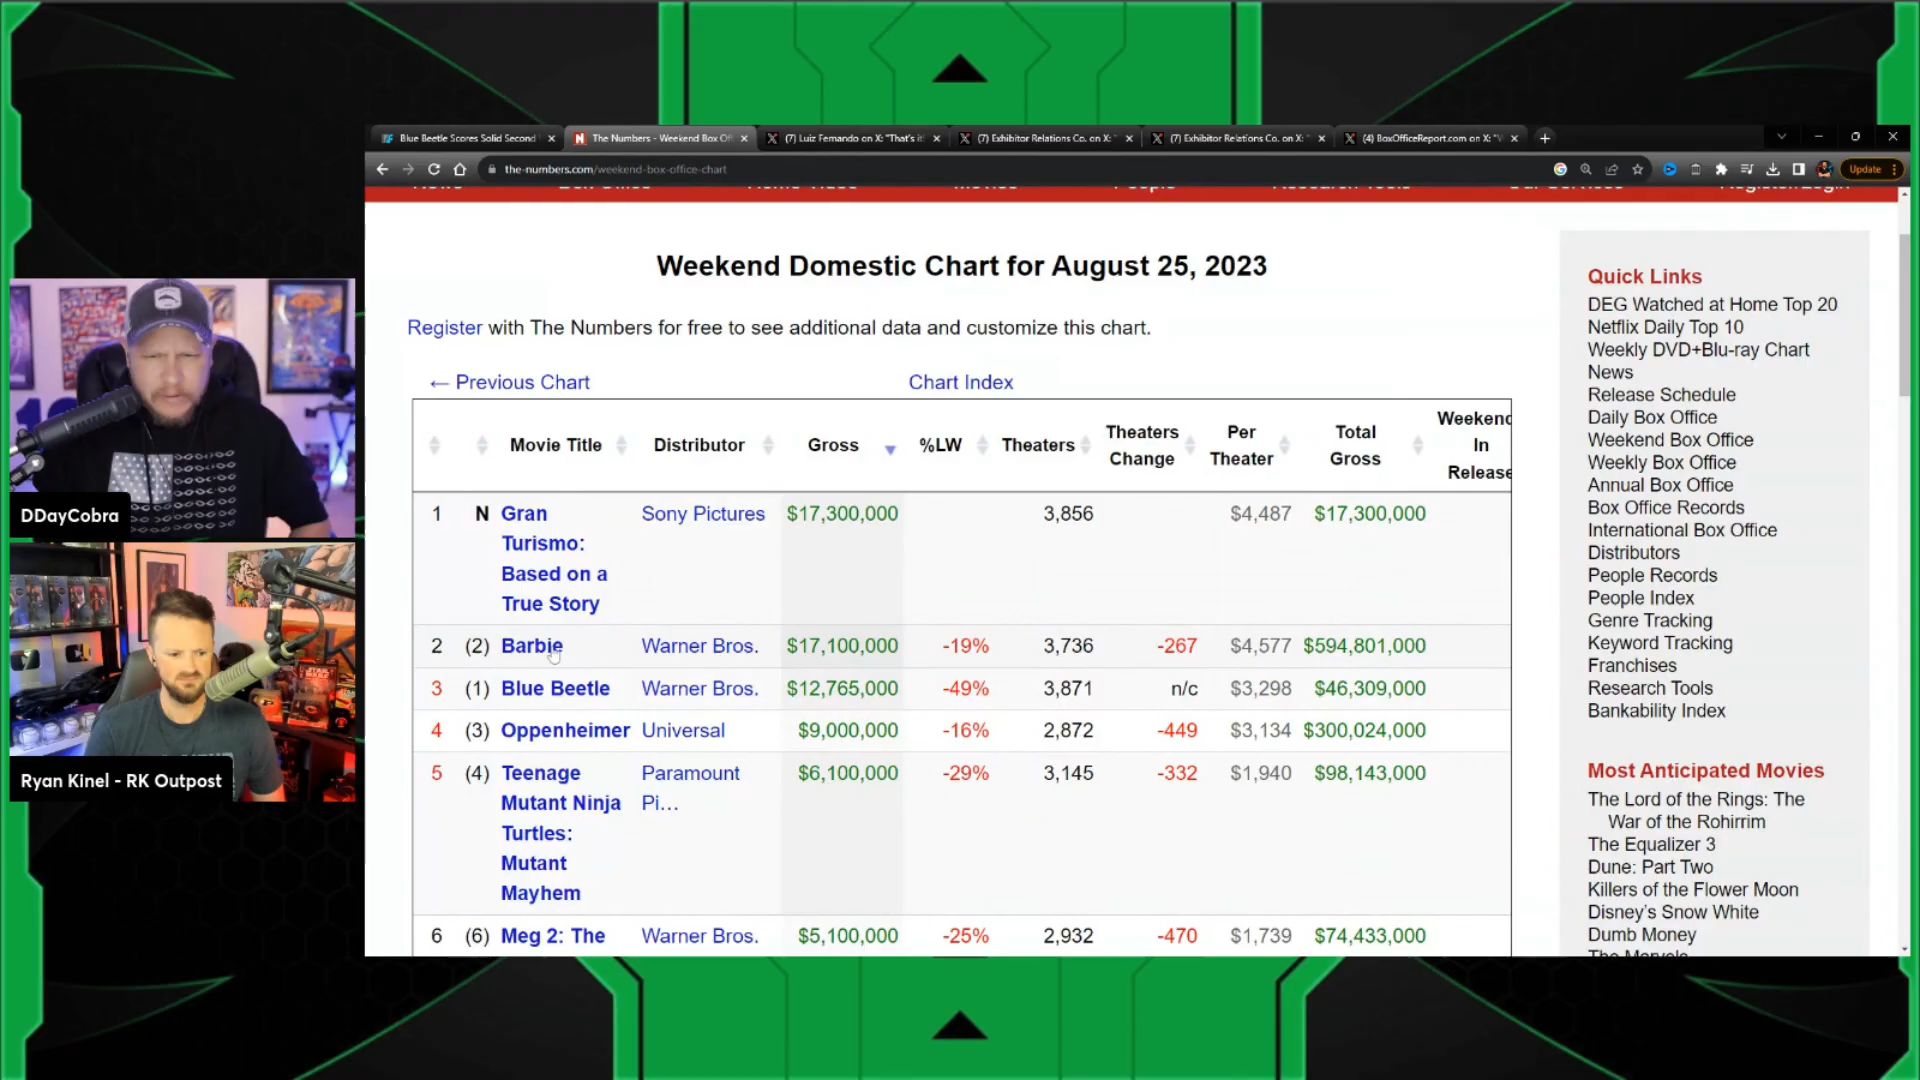 Blue Beetle Scores Solid Second
The Numbers - Weekend Box Of
(7) Luiz Fernando on X: "That's it
(7) Exhibitor Relations Co. on X: "
(7) Exhibitor Relations Co. on X: "
(4) BoxOfficeReport.com on X: "
the-numbers.com/weekend-box-office-chart
Update
Weekend Domestic Chart for August 25, 2023
Register with The Numbers for free to see additional data and customize this chart.
← Previous Chart
Chart Index
Movie Title Distributor Gross %LW Theaters Theaters Change Per Theater Total Gross Weekend In Release
1 N Gran Turismo: Based on a True Story Sony Pictures $17,300,000 3,856 $4,487 $17,300,000
2 (2) Barbie Warner Bros. $17,100,000 -19% 3,736 -267 $4,577 $594,801,000
3 (1) Blue Beetle Warner Bros. $12,765,000 -49% 3,871 n/c $3,298 $46,309,000
4 (3) Oppenheimer Universal $9,000,000 -16% 2,872 -449 $3,134 $300,024,000
5 (4) Teenage Mutant Ninja Turtles: Mutant Mayhem Paramount Pi… $6,100,000 -29% 3,145 -332 $1,940 $98,143,000
6 (6) Meg 2: The Warner Bros. $5,100,000 -25% 2,932 -470 $1,739 $74,433,000
Quick Links
DEG Watched at Home Top 20
Netflix Daily Top 10
Weekly DVD+Blu-ray Chart
News
Release Schedule
Daily Box Office
Weekend Box Office
Weekly Box Office
Annual Box Office
Box Office Records
International Box Office
Distributors
People Records
People Index
Genre Tracking
Keyword Tracking
Franchises
Research Tools
Bankability Index
Most Anticipated Movies
The Lord of the Rings: The
War of the Rohirrim
The Equalizer 3
Dune: Part Two
Killers of the Flower Moon
Disney's Snow White
Dumb Money
The Marvels
DDayCobra
Ryan Kinel - RK Outpost